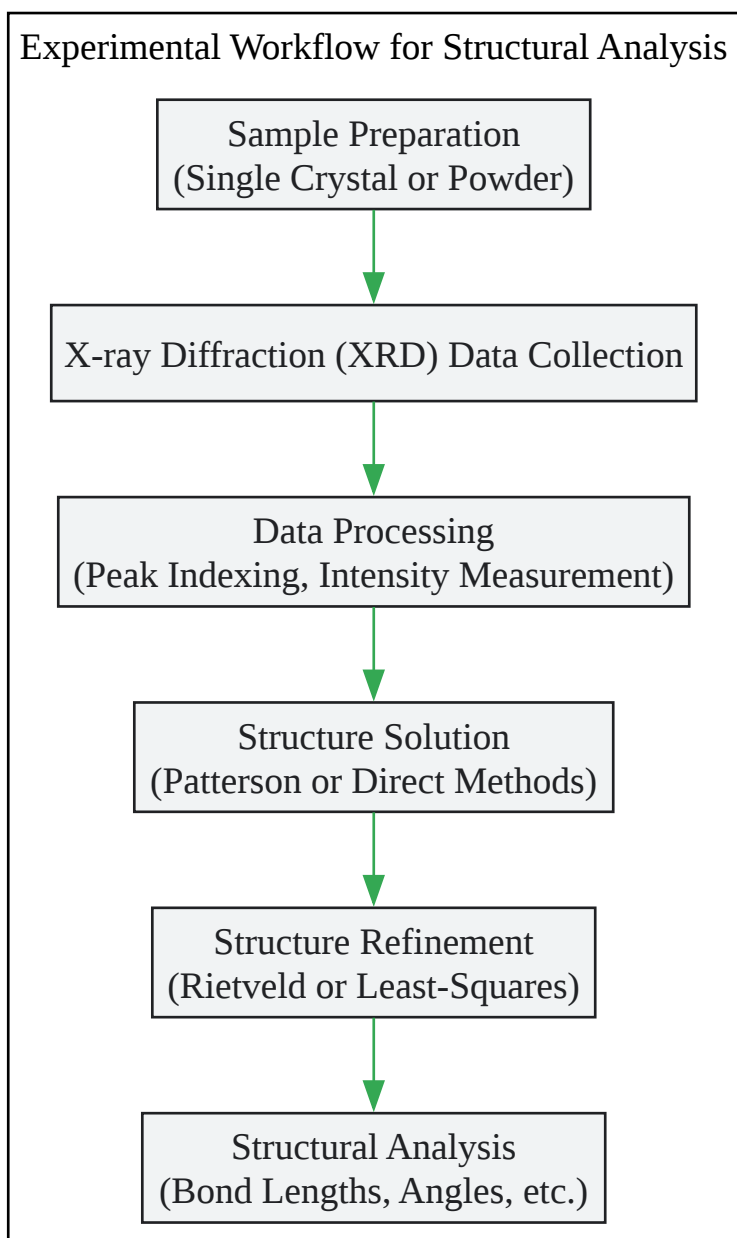 Experimental Workflow for Structural Analysis
Sample Preparation
(Single Crystal or Powder)
X-ray Diffraction (XRD) Data Collection
Data Processing
(Peak Indexing, Intensity Measurement)
Structure Solution
(Patterson or Direct Methods)
Structure Refinement
(Rietveld or Least-Squares)
Structural Analysis
(Bond Lengths, Angles, etc.)